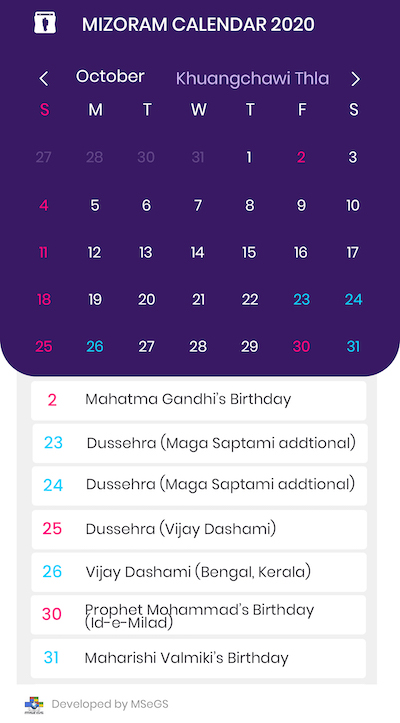 MIZORAM CALENDAR 2020
October Khuangchawi Thla
S M T W T F S
27 28 30 31 1 2 3
4 5 6 7 8 9 10
11 12 13 14 15 16 17
18 19 20 21 22 23 24
25 26 27 28 29 30 31
2 Mahatma Gandhi's Birthday
23 Dussehra (Maga Saptami addtional)
24 Dussehra (Maga Saptami addtional)
25 Dussehra (Vijay Dashami)
26 Vijay Dashami (Bengal, Kerala)
30 Prophet Mohammad's Birthday
(Id-e-Milad)
31 Maharishi Valmiki's Birthday
Developed by MSeGS